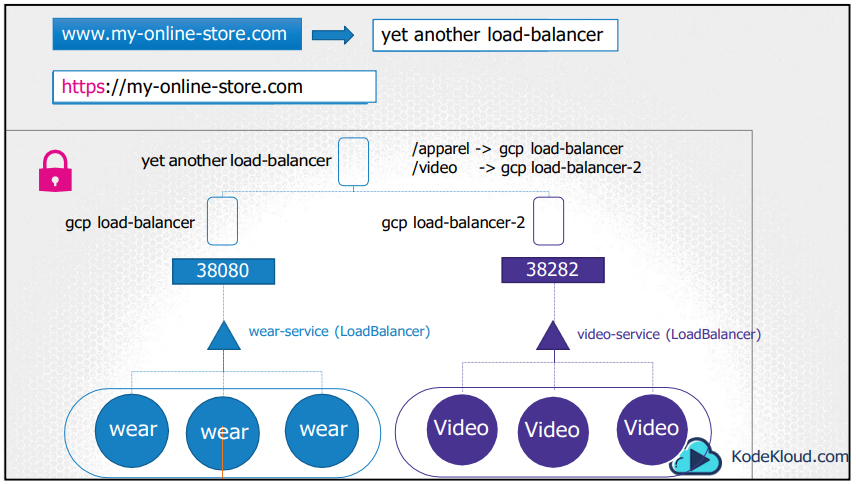 www.my-online-store.com
yet another load-balancer
https://my-online-store.com
yet another load-balancer
/apparel -> gcp load-balancer
/video -> gcp load-balancer-2
gcp load-balancer
gcp load-balancer-2
38080
38282
wear-service (LoadBalancer)
video-service (LoadBalancer)
wear
wear
wear
Video
Video
Video
KodeKloud.com